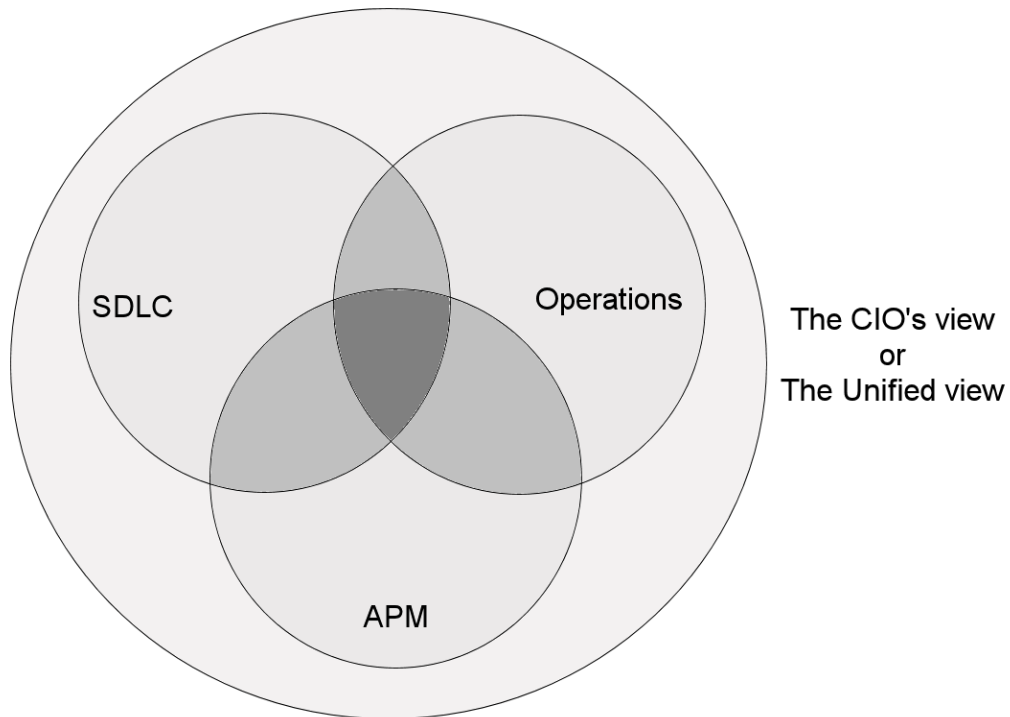 SDLC
Operations
The CIO's view
or
The Unified view
APM